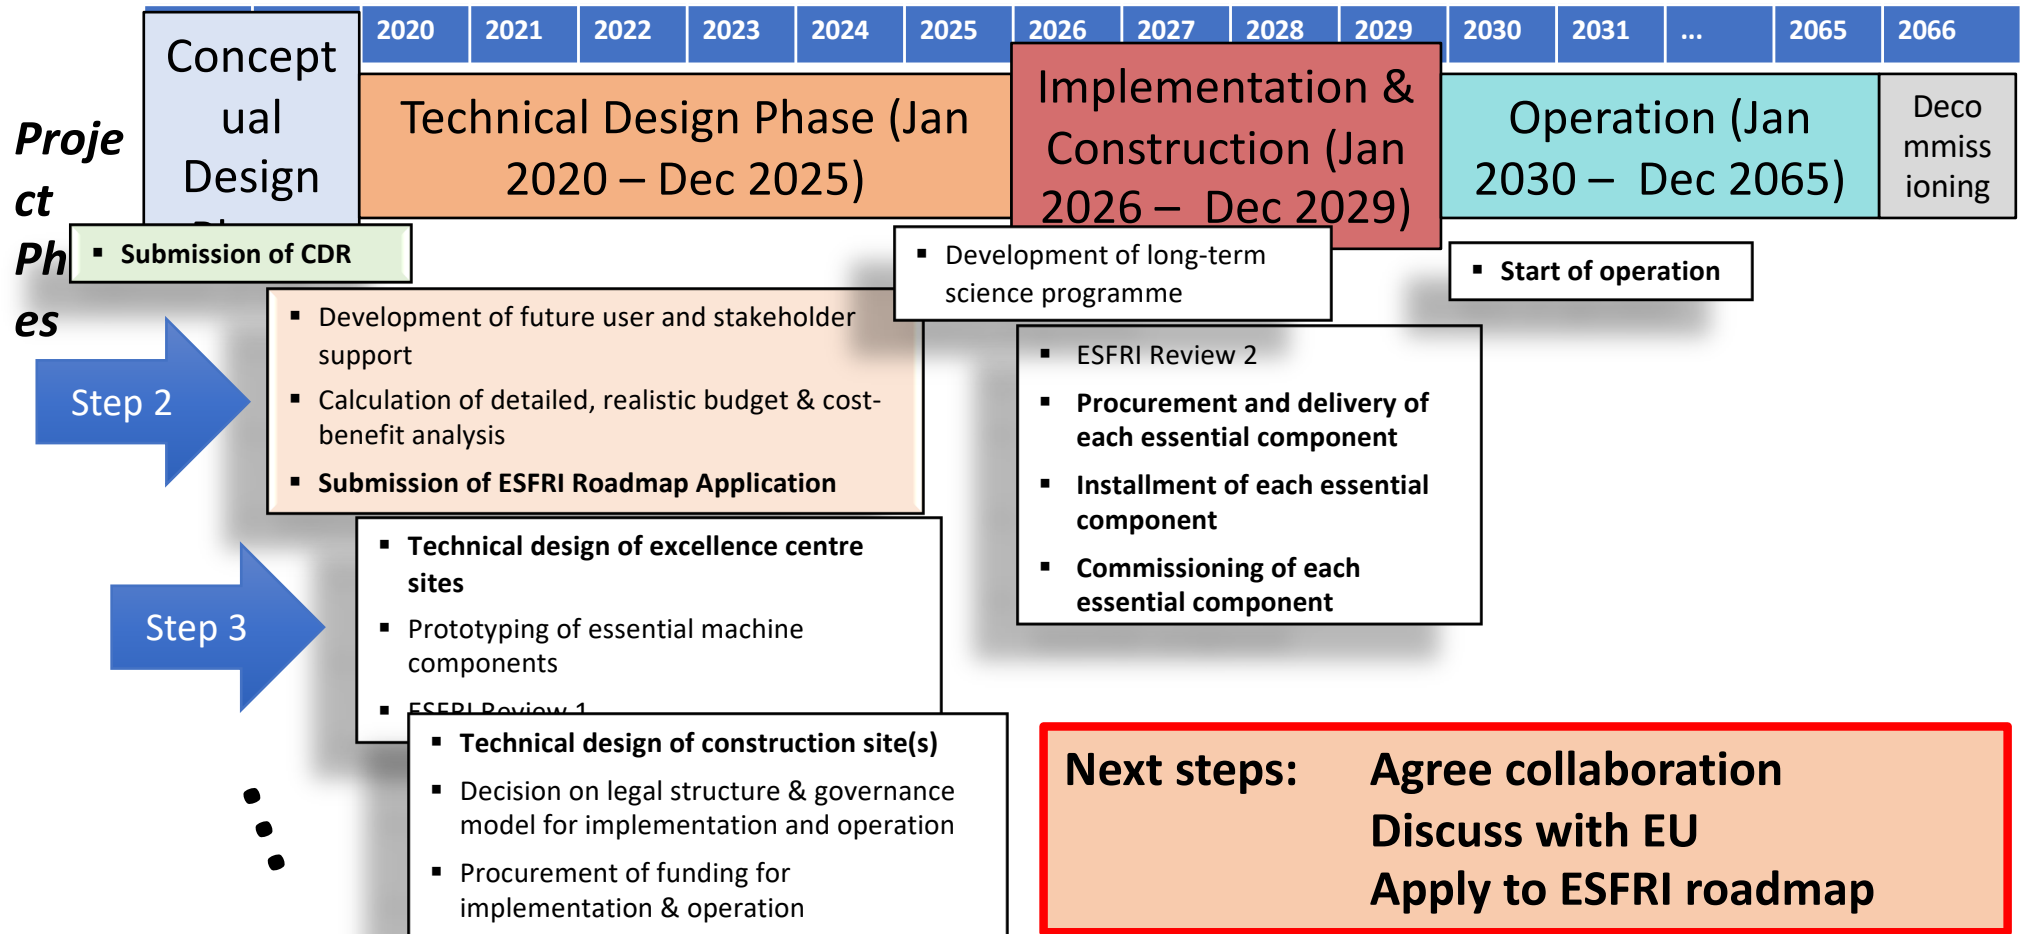 2020 2021 2022 2023 2024 2025 2026 2027 2028 2029 2030 2031 ... 2065 2066
Proje
ct
Ph
es
Concept
ual
Design
Technical Design Phase (Jan
2020 – Dec 2025)
Implementation &
Construction (Jan
2026 – Dec 2029)
Operation (Jan
2030 – Dec 2065)
Deco
mmiss
ioning
▪ Submission of CDR
▪ Development of long-term
science programme
▪ Start of operation
Step 2
▪ Development of future user and stakeholder
support
▪ Calculation of detailed, realistic budget & cost-
benefit analysis
▪ Submission of ESFRI Roadmap Application
▪ ESFRI Review 2
▪ Procurement and delivery of
each essential component
▪ Installment of each essential
component
▪ Commissioning of each
essential component
Step 3
▪ Technical design of excellence centre
sites
▪ Prototyping of essential machine
components
▪ ESFRI Review 1
▪ Technical design of construction site(s)
▪ Decision on legal structure & governance
model for implementation and operation
▪ Procurement of funding for
implementation & operation
Next steps: Agree collaboration
Discuss with EU
Apply to ESFRI roadmap